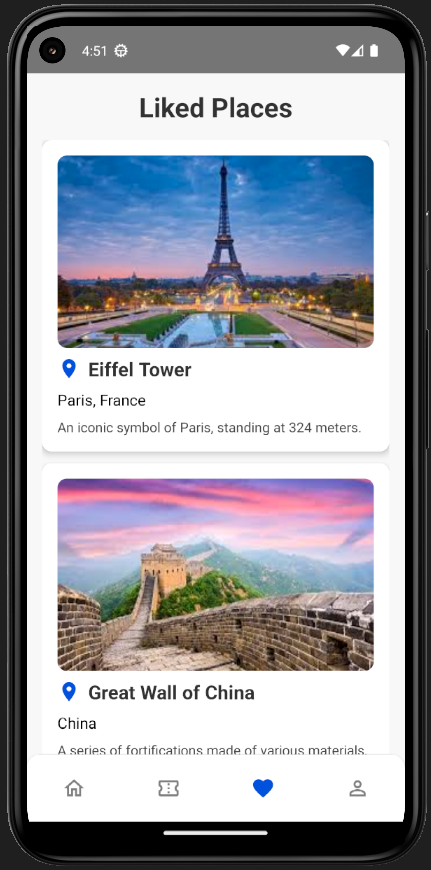 4:51
Liked Places
Eiffel Tower
Paris, France
An iconic symbol of Paris, standing at 324 meters.
Great Wall of China
China
A series of fortifications made of various materials,